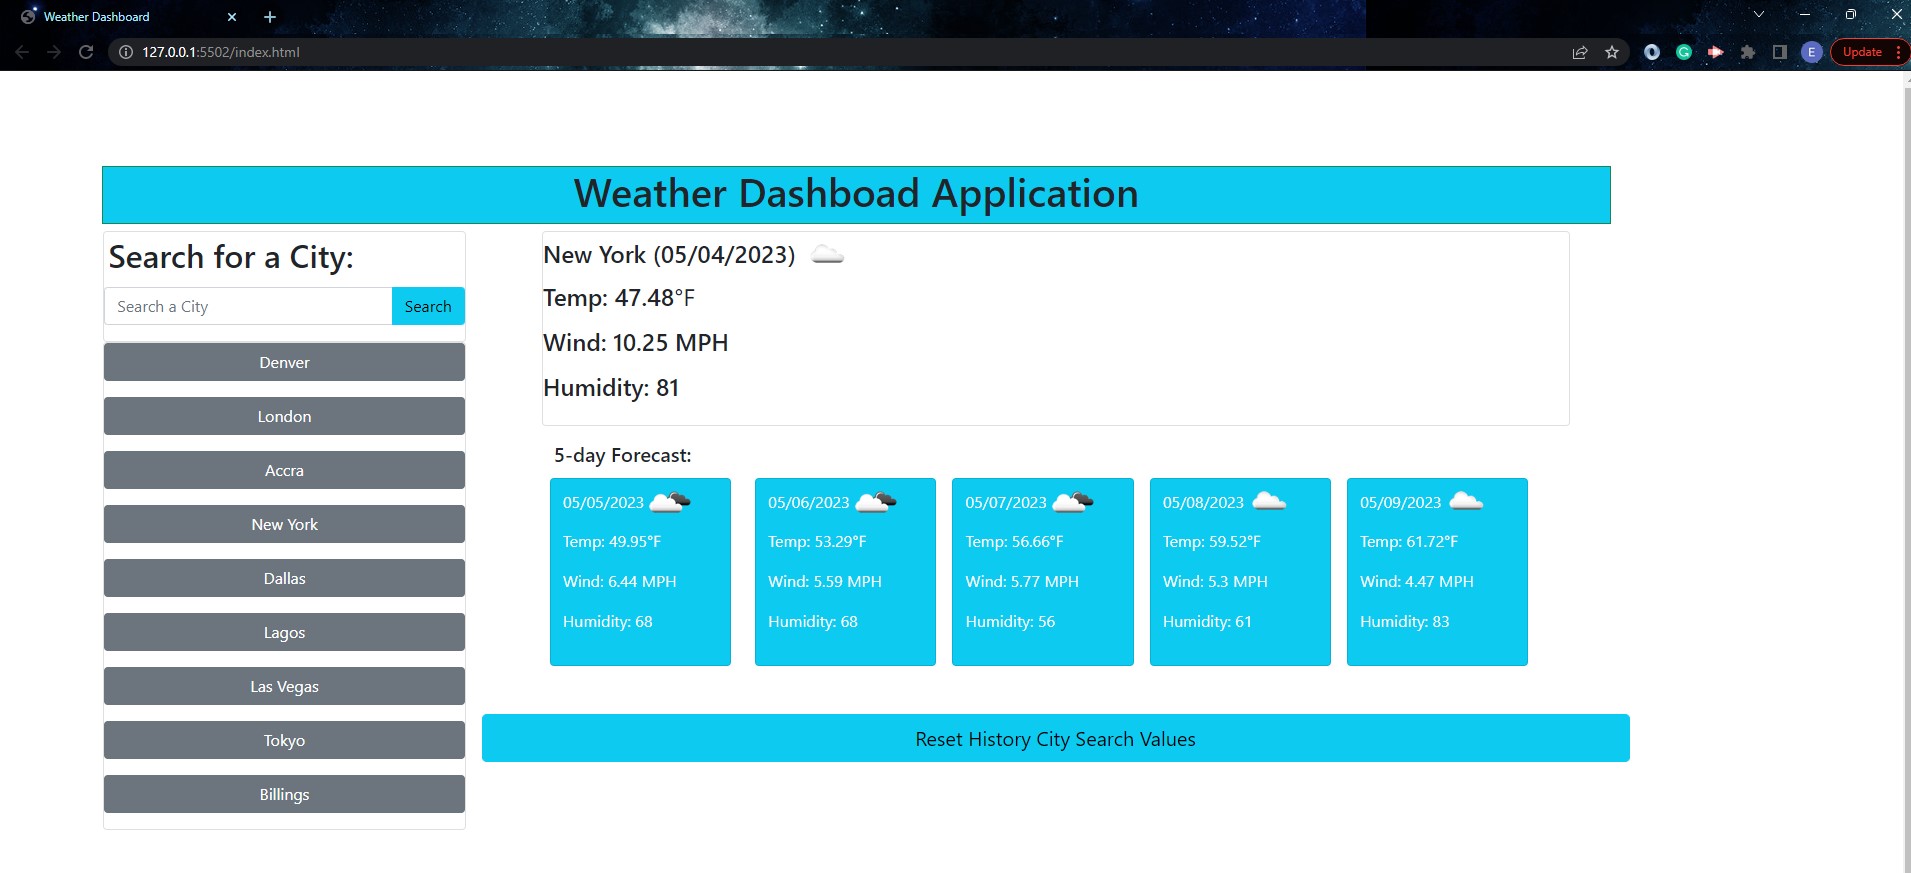 Weather Dashboard
127.0.0.1:5502/index.html
E
Update
Weather Dashboad Application
Search for a City:
Search a City
Search
Denver
London
Accra
New York
Dallas
Lagos
Las Vegas
Tokyo
Billings
New York (05/04/2023)
Temp: 47.48°F
Wind: 10.25 MPH
Humidity: 81
5-day Forecast:
05/05/2023
Temp: 49.95°F
Wind: 6.44 MPH
Humidity: 68
05/06/2023
Temp: 53.29°F
Wind: 5.59 MPH
Humidity: 68
05/07/2023
Temp: 56.66°F
Wind: 5.77 MPH
Humidity: 56
05/08/2023
Temp: 59.52°F
Wind: 5.3 MPH
Humidity: 61
05/09/2023
Temp: 61.72°F
Wind: 4.47 MPH
Humidity: 83
Reset History City Search Values